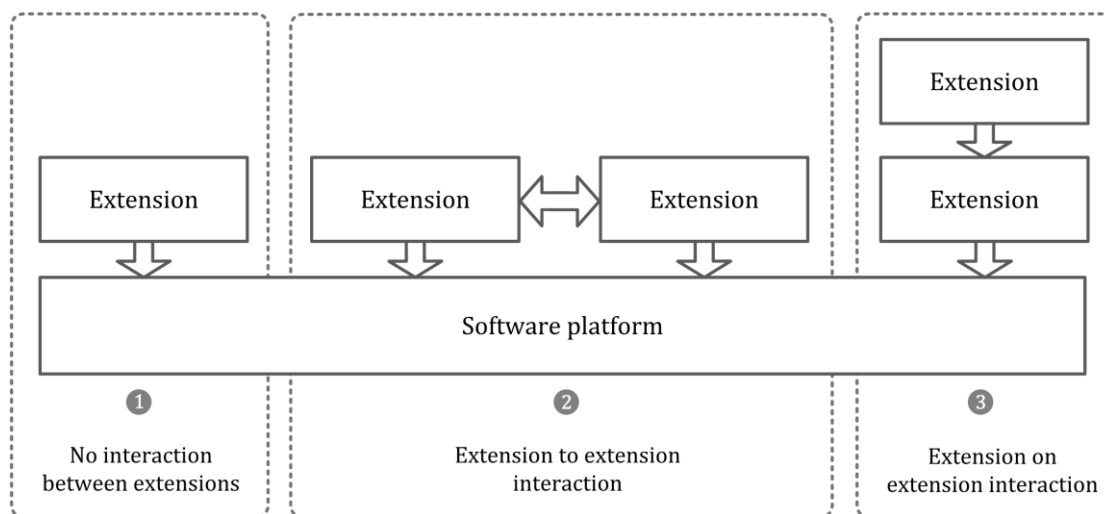 Extension
Extension
Extension
Extension
Extension
Software platform
1
2
3
No interaction
between extensions
Extension to extension
interaction
Extension on
extension interaction